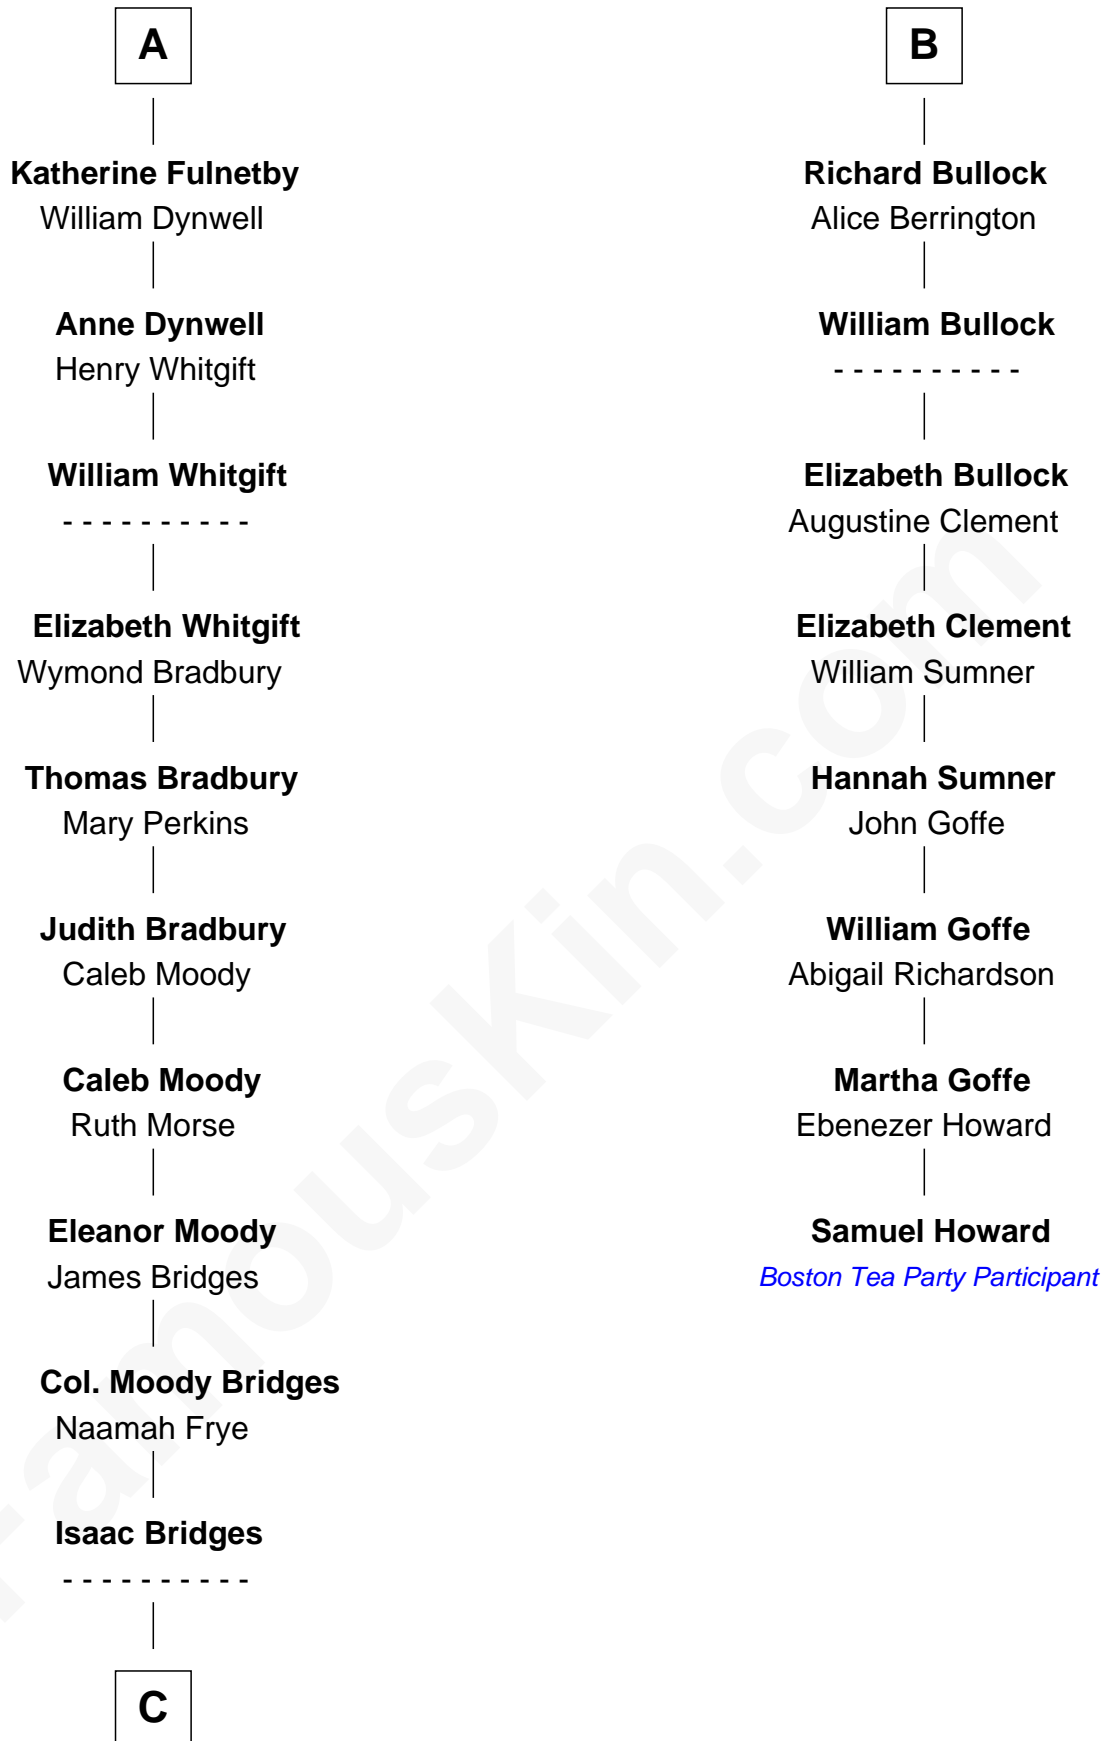 A
Katherine Fulnetby
William Dynwell
Anne Dynwell
Henry Whitgift
William Whitgift
- - - - - - - - - -
Elizabeth Whitgift
Wymond Bradbury
Thomas Bradbury
Mary Perkins
Judith Bradbury
Caleb Moody
Caleb Moody
Ruth Morse
Eleanor Moody
James Bridges
Col. Moody Bridges
Naamah Frye
Isaac Bridges
- - - - - - - - - -
C
B
Richard Bullock
Alice Berrington
William Bullock
- - - - - - - - - -
Elizabeth Bullock
Augustine Clement
Elizabeth Clement
William Sumner
Hannah Sumner
John Goffe
William Goffe
Abigail Richardson
Martha Goffe
Ebenezer Howard
Samuel Howard
Boston Tea Party Participant
FamousKin.com